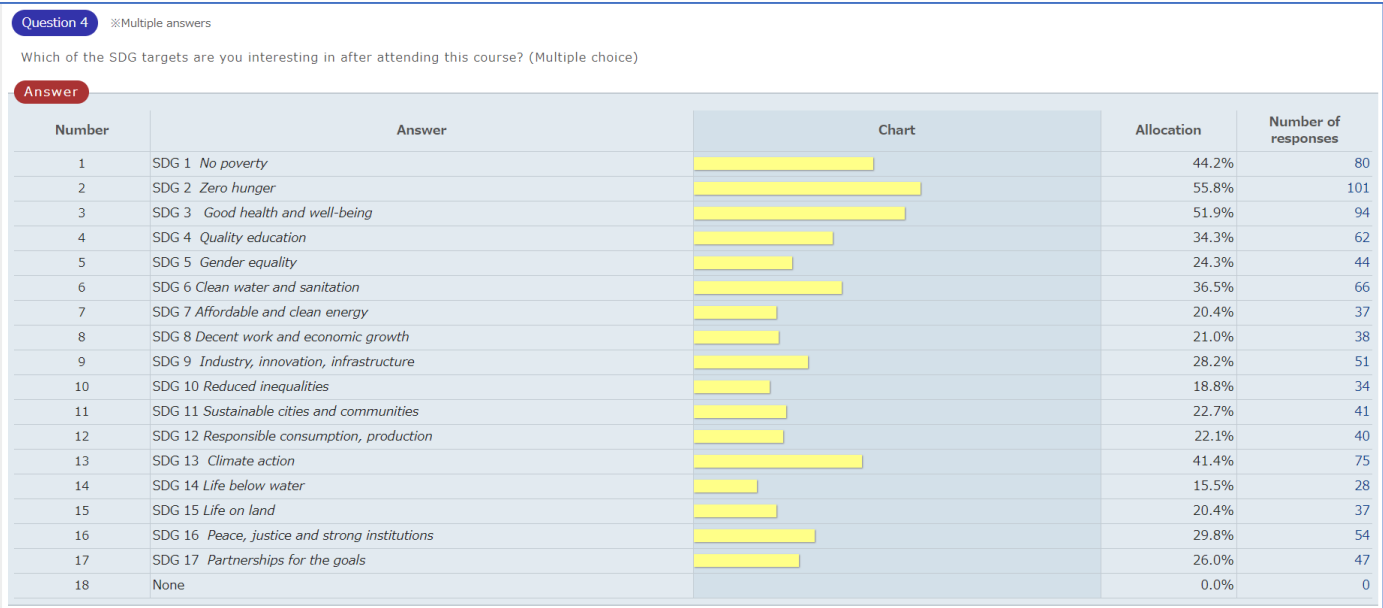 Question 4 ※Multiple answers
Which of the SDG targets are you interesting in after attending this course? (Multiple choice)
Answer
Number Answer Chart Allocation Number of responses
1 SDG 1 No poverty 44.2% 80
2 SDG 2 Zero hunger 55.8% 101
3 SDG 3 Good health and well-being 51.9% 94
4 SDG 4 Quality education 34.3% 62
5 SDG 5 Gender equality 24.3% 44
6 SDG 6 Clean water and sanitation 36.5% 66
7 SDG 7 Affordable and clean energy 20.4% 37
8 SDG 8 Decent work and economic growth 21.0% 38
9 SDG 9 Industry, innovation, infrastructure 28.2% 51
10 SDG 10 Reduced inequalities 18.8% 34
11 SDG 11 Sustainable cities and communities 22.7% 41
12 SDG 12 Responsible consumption, production 22.1% 40
13 SDG 13 Climate action 41.4% 75
14 SDG 14 Life below water 15.5% 28
15 SDG 15 Life on land 20.4% 37
16 SDG 16 Peace, justice and strong institutions 29.8% 54
17 SDG 17 Partnerships for the goals 26.0% 47
18 None 0.0% 0